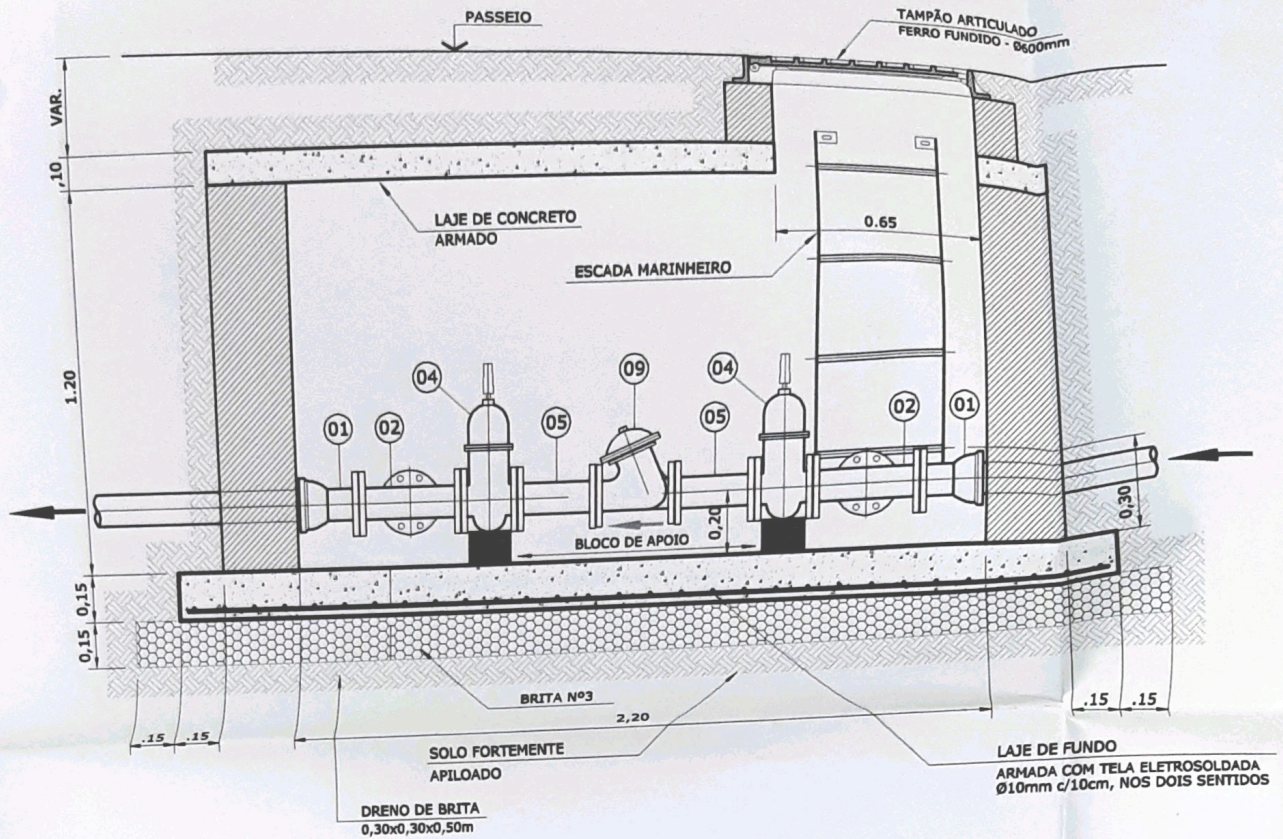 PASSEIO
TAMPÃO ARTICULADO
FERRO FUNDIDO - Ø600mm
VAR.
,10
LAJE DE CONCRETO
ARMADO
0.65
ESCADA MARINHEIRO
1.20
04
09
04
01
02
05
05
02
01
0,30
0,20
BLOCO DE APOIO
0,15
0,15
BRITA Nº3
2,20
.15
.15
.15
.15
SOLO FORTEMENTE
APILOADO
LAJE DE FUNDO
ARMADA COM TELA ELETROSOLDADA
Ø10mm c/10cm, NOS DOIS SENTIDOS
DRENO DE BRITA
0,30x0,30x0,50m